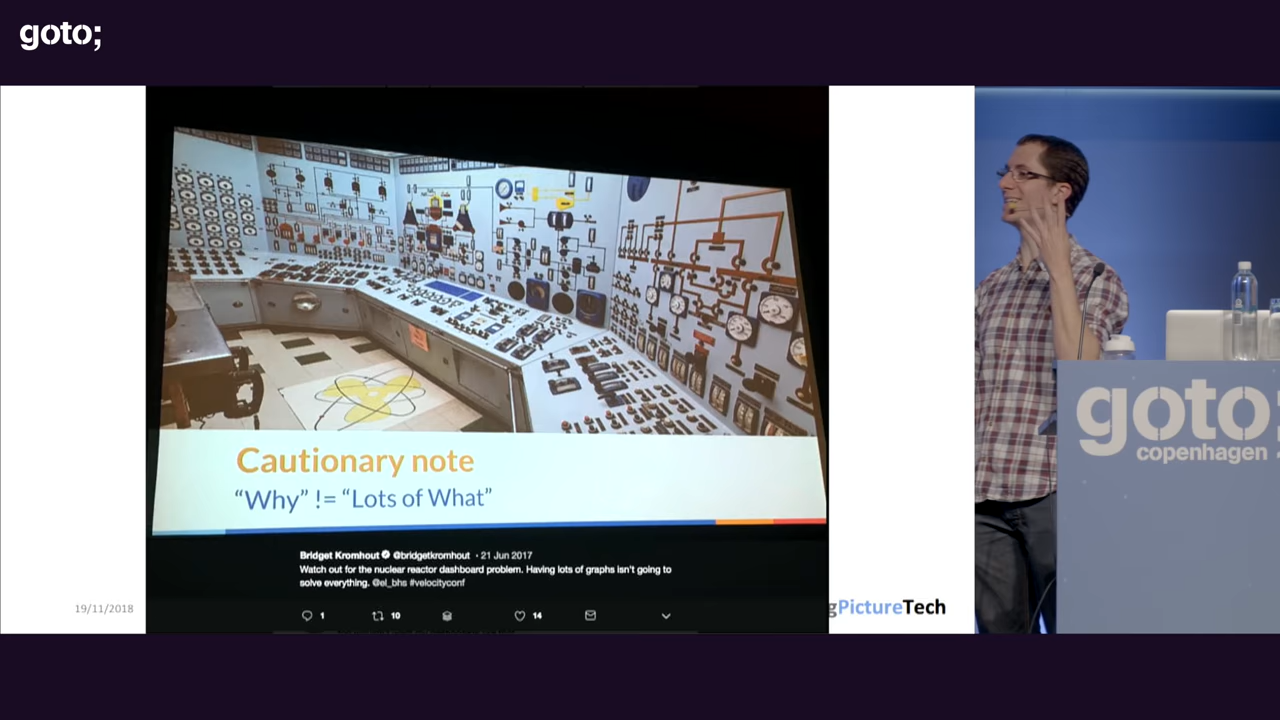 goto;
Cautionary note
“Why” != “Lots of What”
Bridget Kromhout @bridgetkromhout · 21 Jun 2017
Watch out for the nuclear reactor dashboard problem. Having lots of graphs isn't going to
solve everything. @el_bhs #velocityconf
1
10
14
19/11/2018
gPictureTech
goto;
copenhagen